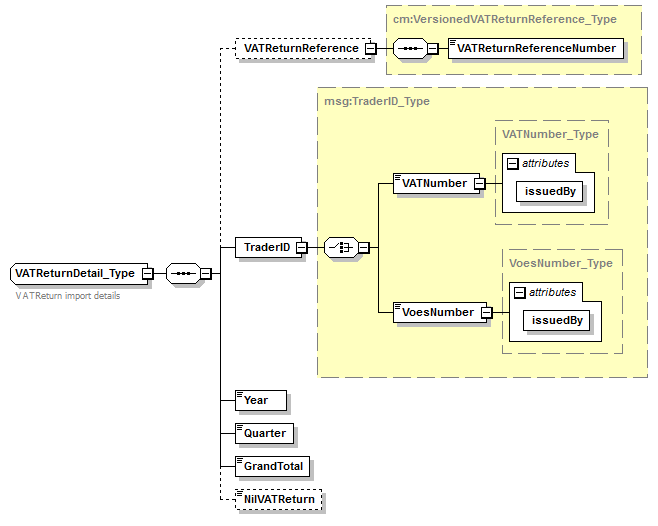 cm:VersionedVATReturnReference_Type
VATReturnReference
VATReturnReferenceNumber
msg:TraderID_Type
VATNumber_Type
attributes
VATNumber
issuedBy
TraderID
VoesNumber_Type
VATReturnDetail_Type
VATReturn import details
attributes
VoesNumber
issuedBy
Year
Quarter
GrandTotal
NilVATReturn